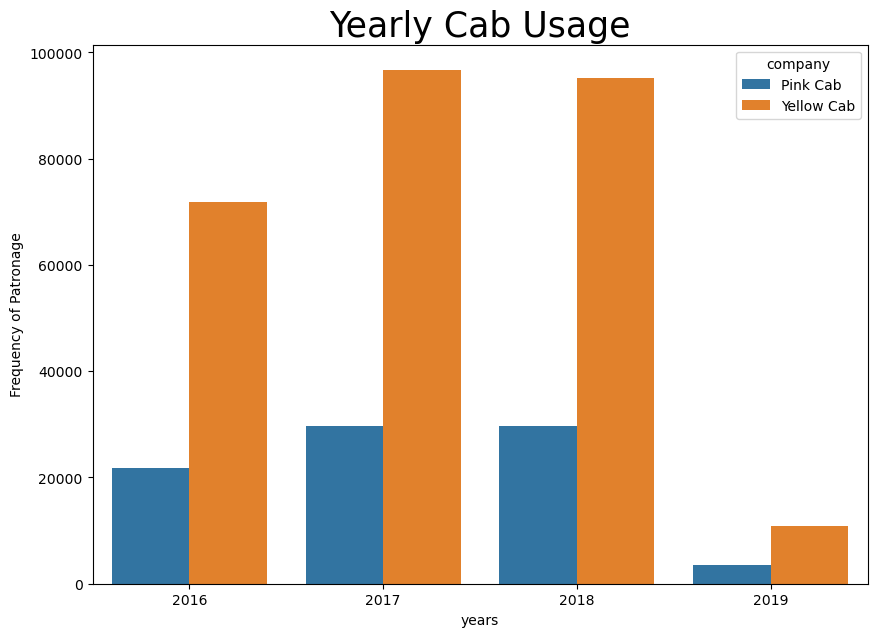 Yearly Cab Usage
company
Pink Cab
Yellow Cab
Frequency of Patronage
100000
80000
60000
40000
20000
0
2016 2017 2018 2019
years